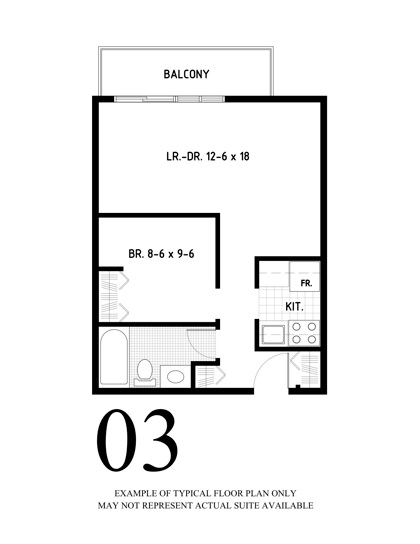 BALCONY
LR.-DR. 12-6 x 18
BR. 8-6 x 9-6
FR.
KIT.
03
EXAMPLE OF TYPICAL FLOOR PLAN ONLY
MAY NOT REPRESENT ACTUAL SUITE AVAILABLE